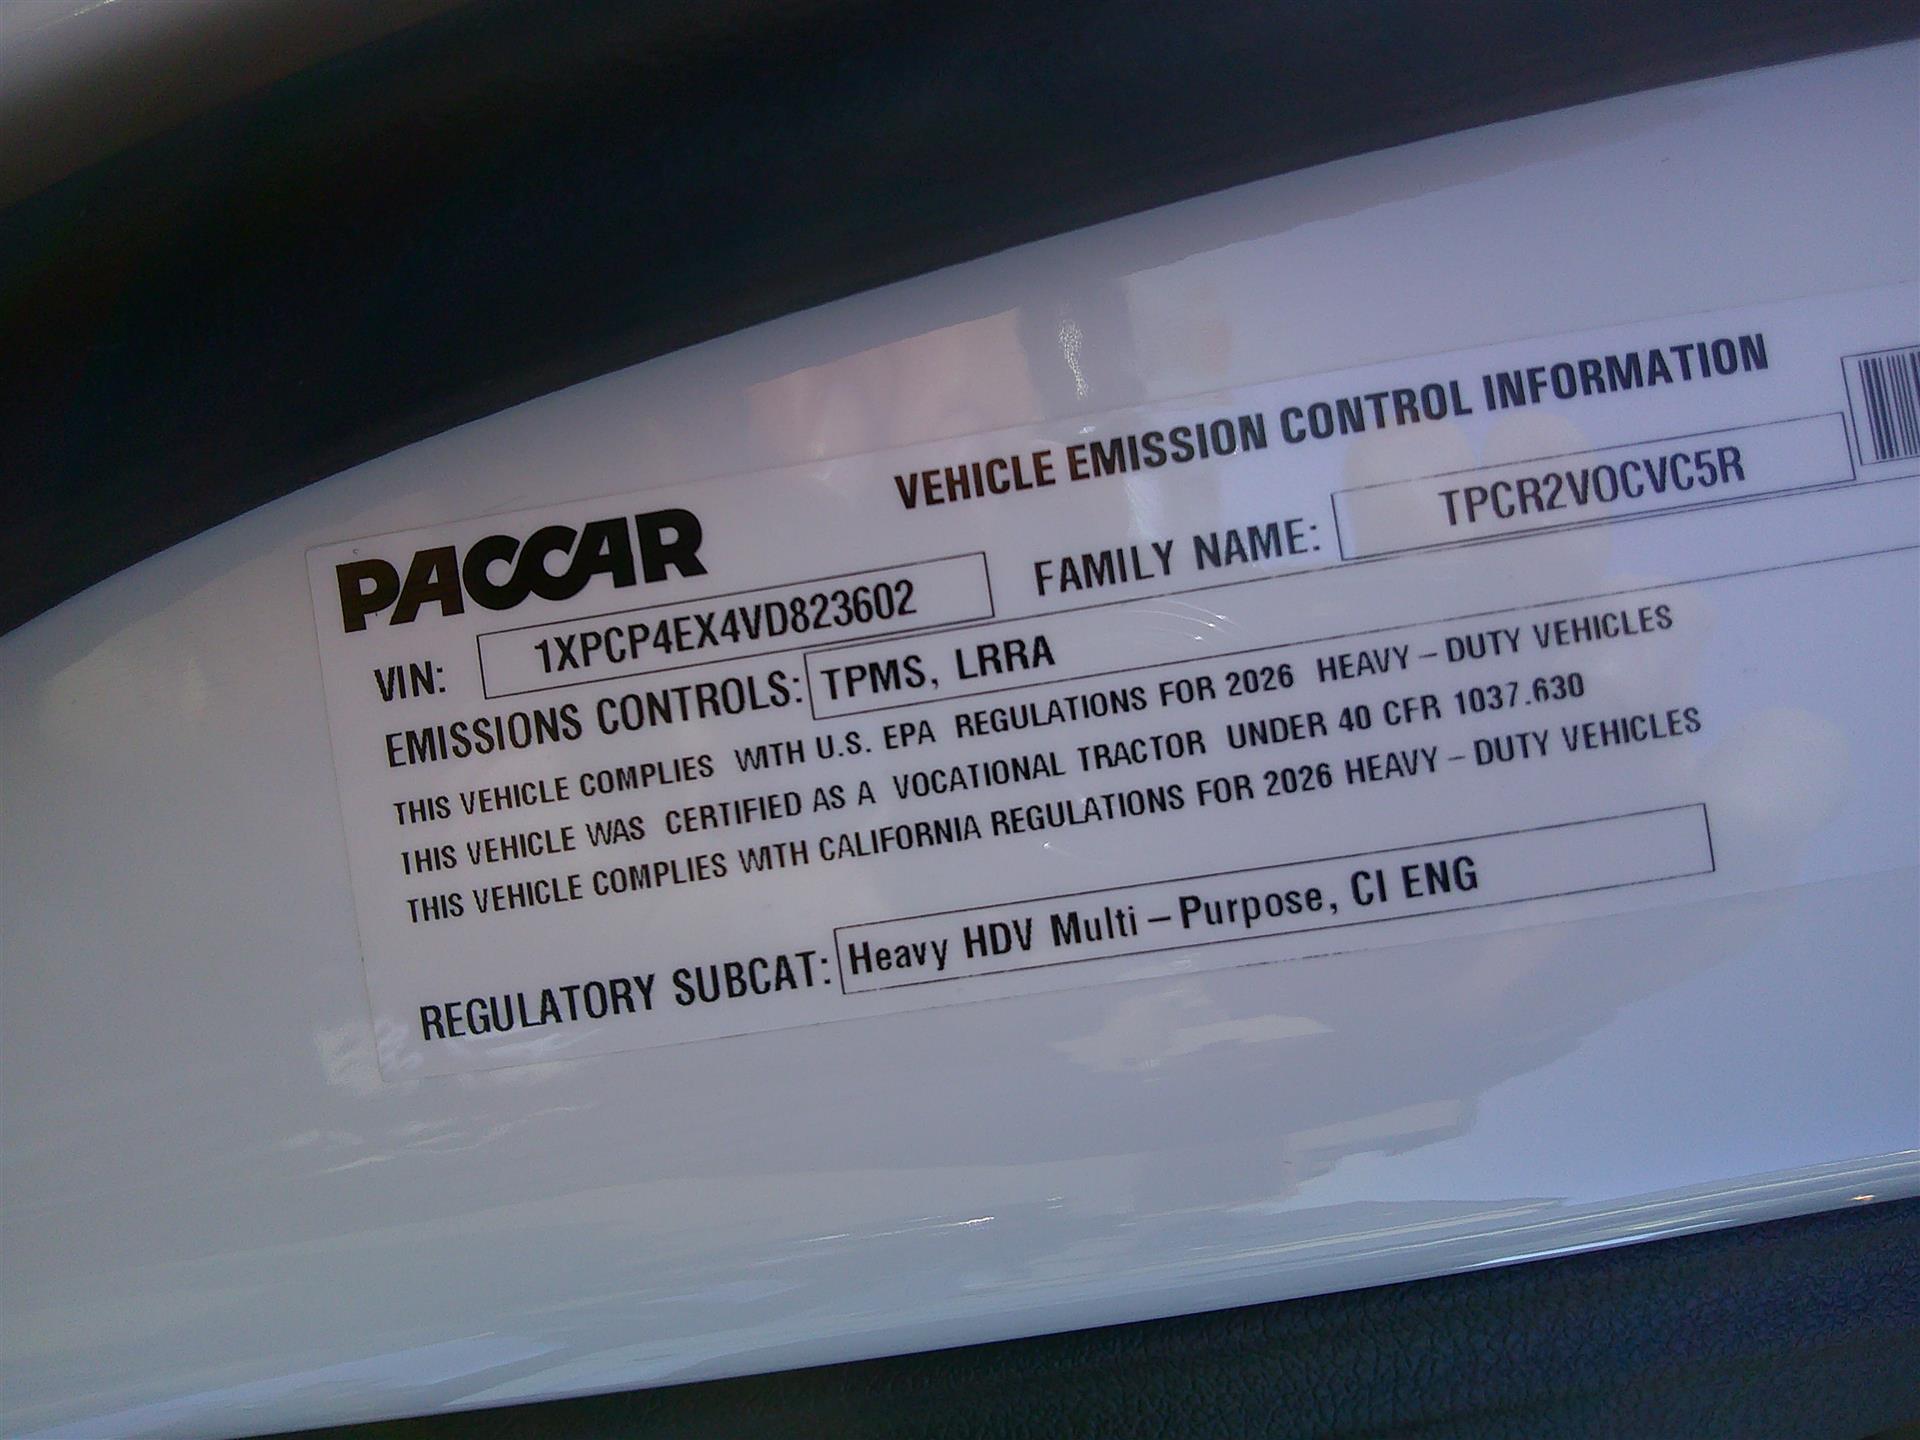 PACCAR
VEHICLE EMISSION CONTROL INFORMATION
VIN: 1XPCP4EX4VD823602 FAMILY NAME: TPCR2VOCVC5R
EMISSIONS CONTROLS: TPMS, LRRA
THIS VEHICLE COMPLIES WITH U.S. EPA REGULATIONS FOR 2026 HEAVY – DUTY VEHICLES
THIS VEHICLE WAS CERTIFIED AS A VOCATIONAL TRACTOR UNDER 40 CFR 1037.630
THIS VEHICLE COMPLIES WITH CALIFORNIA REGULATIONS FOR 2026 HEAVY – DUTY VEHICLES
REGULATORY SUBCAT: Heavy HDV Multi – Purpose, CI ENG